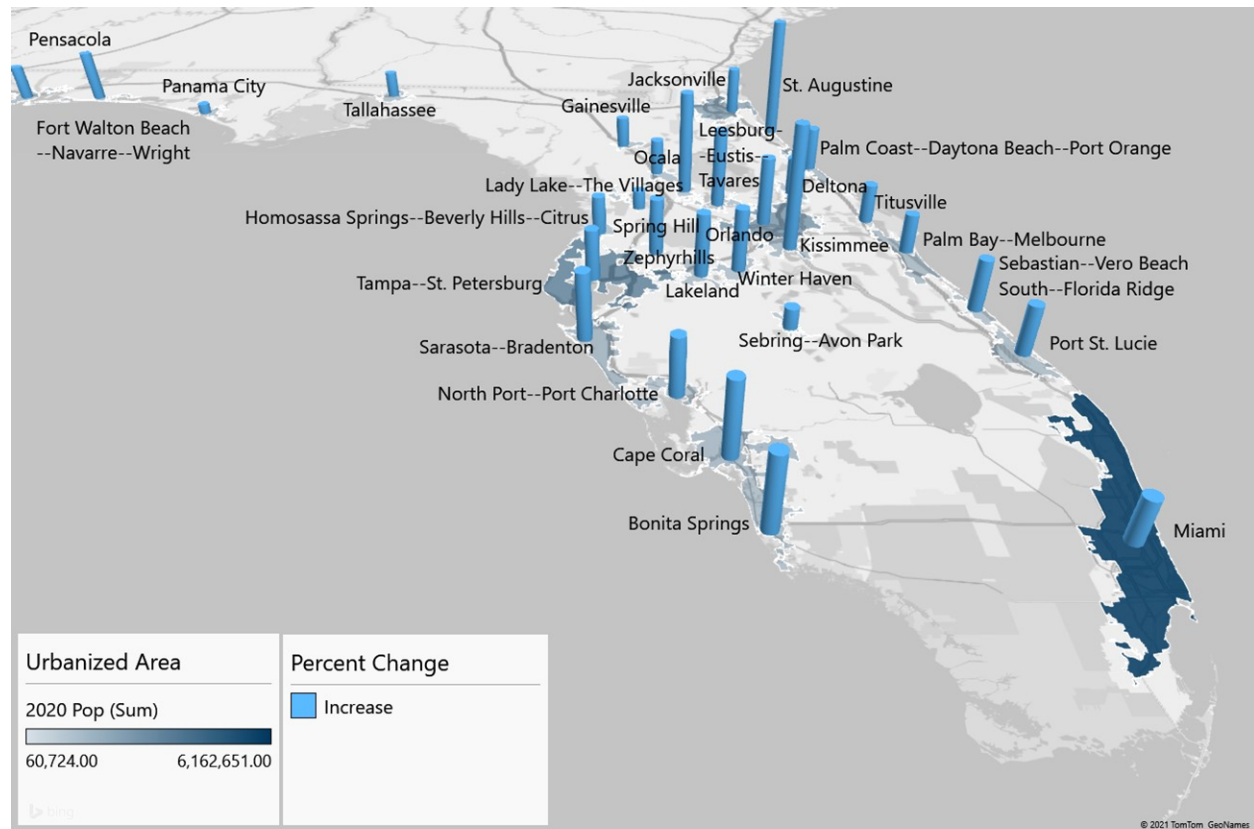 Pensacola
Panama City
Fort Walton Beach
--Navarre--Wright
Tallahassee
Jacksonville
St. Augustine
Gainesville
Leesburg-
-Eustis--
Tavares
Ocala
Palm Coast--Daytona Beach--Port Orange
Lady Lake--The Villages
Deltona
Titusville
Homosassa Springs--Beverly Hills--Citrus
Spring Hill
Orlando
Kissimmee
Palm Bay--Melbourne
Zephyrhills
Sebastian--Vero Beach
South--Florida Ridge
Tampa--St. Petersburg
Lakeland
Winter Haven
Sarasota--Bradenton
Sebring--Avon Park
Port St. Lucie
North Port--Port Charlotte
Cape Coral
Bonita Springs
Miami
Urbanized Area
2020 Pop (Sum)
60,724.00 6,162,651.00
bing
Percent Change
Increase
© 2021 TomTom GeoNames